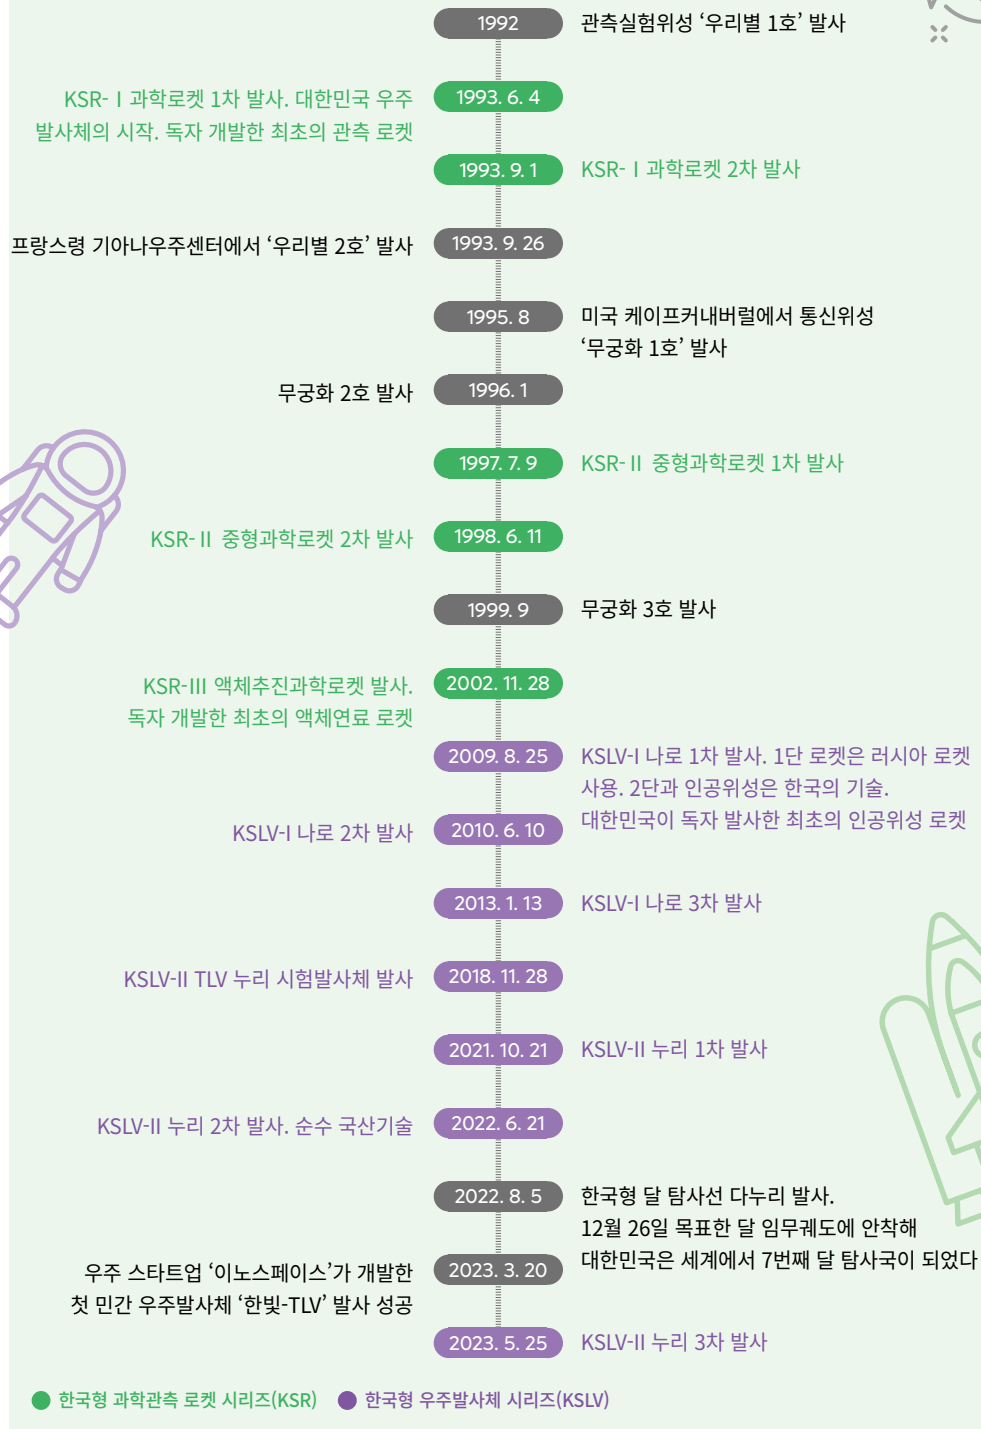 1992
관측실험위성 ‘우리별 1호’ 발사
1993. 6. 4
KSR-Ⅰ과학로켓 1차 발사. 대한민국 우주
발사체의 시작. 독자 개발한 최초의 관측 로켓
1993. 9. 1
KSR-Ⅰ과학로켓 2차 발사
1993. 9. 26
프랑스령 기아나우주센터에서 ‘우리별 2호’ 발사
1995. 8
미국 케이프커내버럴에서 통신위성
‘무궁화 1호’ 발사
1996. 1
무궁화 2호 발사
1997. 7. 9
KSR-Ⅱ 중형과학로켓 1차 발사
1998. 6. 11
KSR-Ⅱ 중형과학로켓 2차 발사
1999. 9
무궁화 3호 발사
2002. 11. 28
KSR-III 액체추진과학로켓 발사.
독자 개발한 최초의 액체연료 로켓
2009. 8. 25
KSLV-I 나로 1차 발사. 1단 로켓은 러시아 로켓
사용. 2단과 인공위성은 한국의 기술.
대한민국이 독자 발사한 최초의 인공위성 로켓
2010. 6. 10
KSLV-I 나로 2차 발사
2013. 1. 13
KSLV-I 나로 3차 발사
2018. 11. 28
KSLV-II TLV 누리 시험발사체 발사
2021. 10. 21
KSLV-II 누리 1차 발사
2022. 6. 21
KSLV-II 누리 2차 발사. 순수 국산기술
2022. 8. 5
한국형 달 탐사선 다누리 발사.
12월 26일 목표한 달 임무궤도에 안착해
대한민국은 세계에서 7번째 달 탐사국이 되었다
2023. 3. 20
우주 스타트업 ‘이노스페이스’가 개발한
첫 민간 우주발사체 ‘한빛-TLV’ 발사 성공
2023. 5. 25
KSLV-II 누리 3차 발사
한국형 과학관측 로켓 시리즈(KSR)
한국형 우주발사체 시리즈(KSLV)